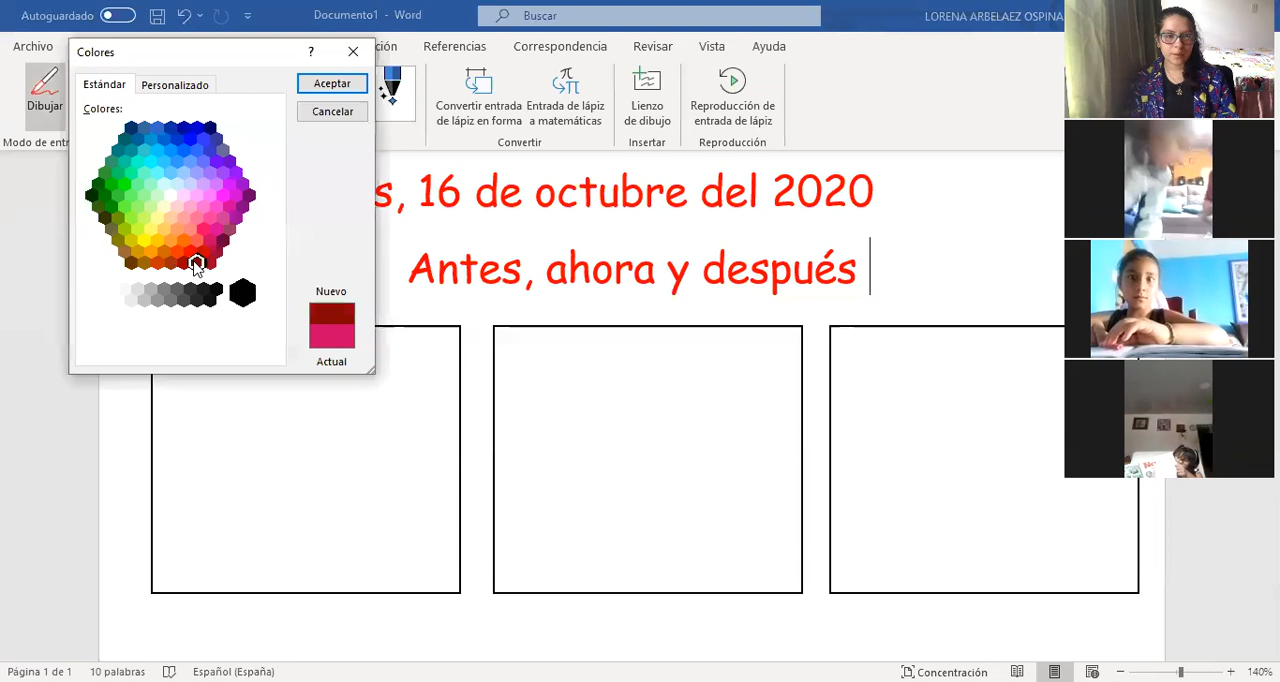 Autoguardado
Documento1 - Word
Buscar
LORENA ARBELAEZ OSPINA
Archivo
Referencias
Correspondencia
Revisar
Vista
Ayuda
Colores
?
Estándar
Personalizado
Colores:
Aceptar
Cancelar
Nuevo
Actual
Dibujar
Convertir entrada
de lápiz en forma
Entrada de lápiz
a matemáticas
Lienzo
de dibujo
Reproducción de
entrada de lápiz
Modo de entr
Convertir
Insertar
Reproducción
s, 16 de octubre del 2020
Antes, ahora y después
Página 1 de 1
10 palabras
Español (España)
Concentración
140%